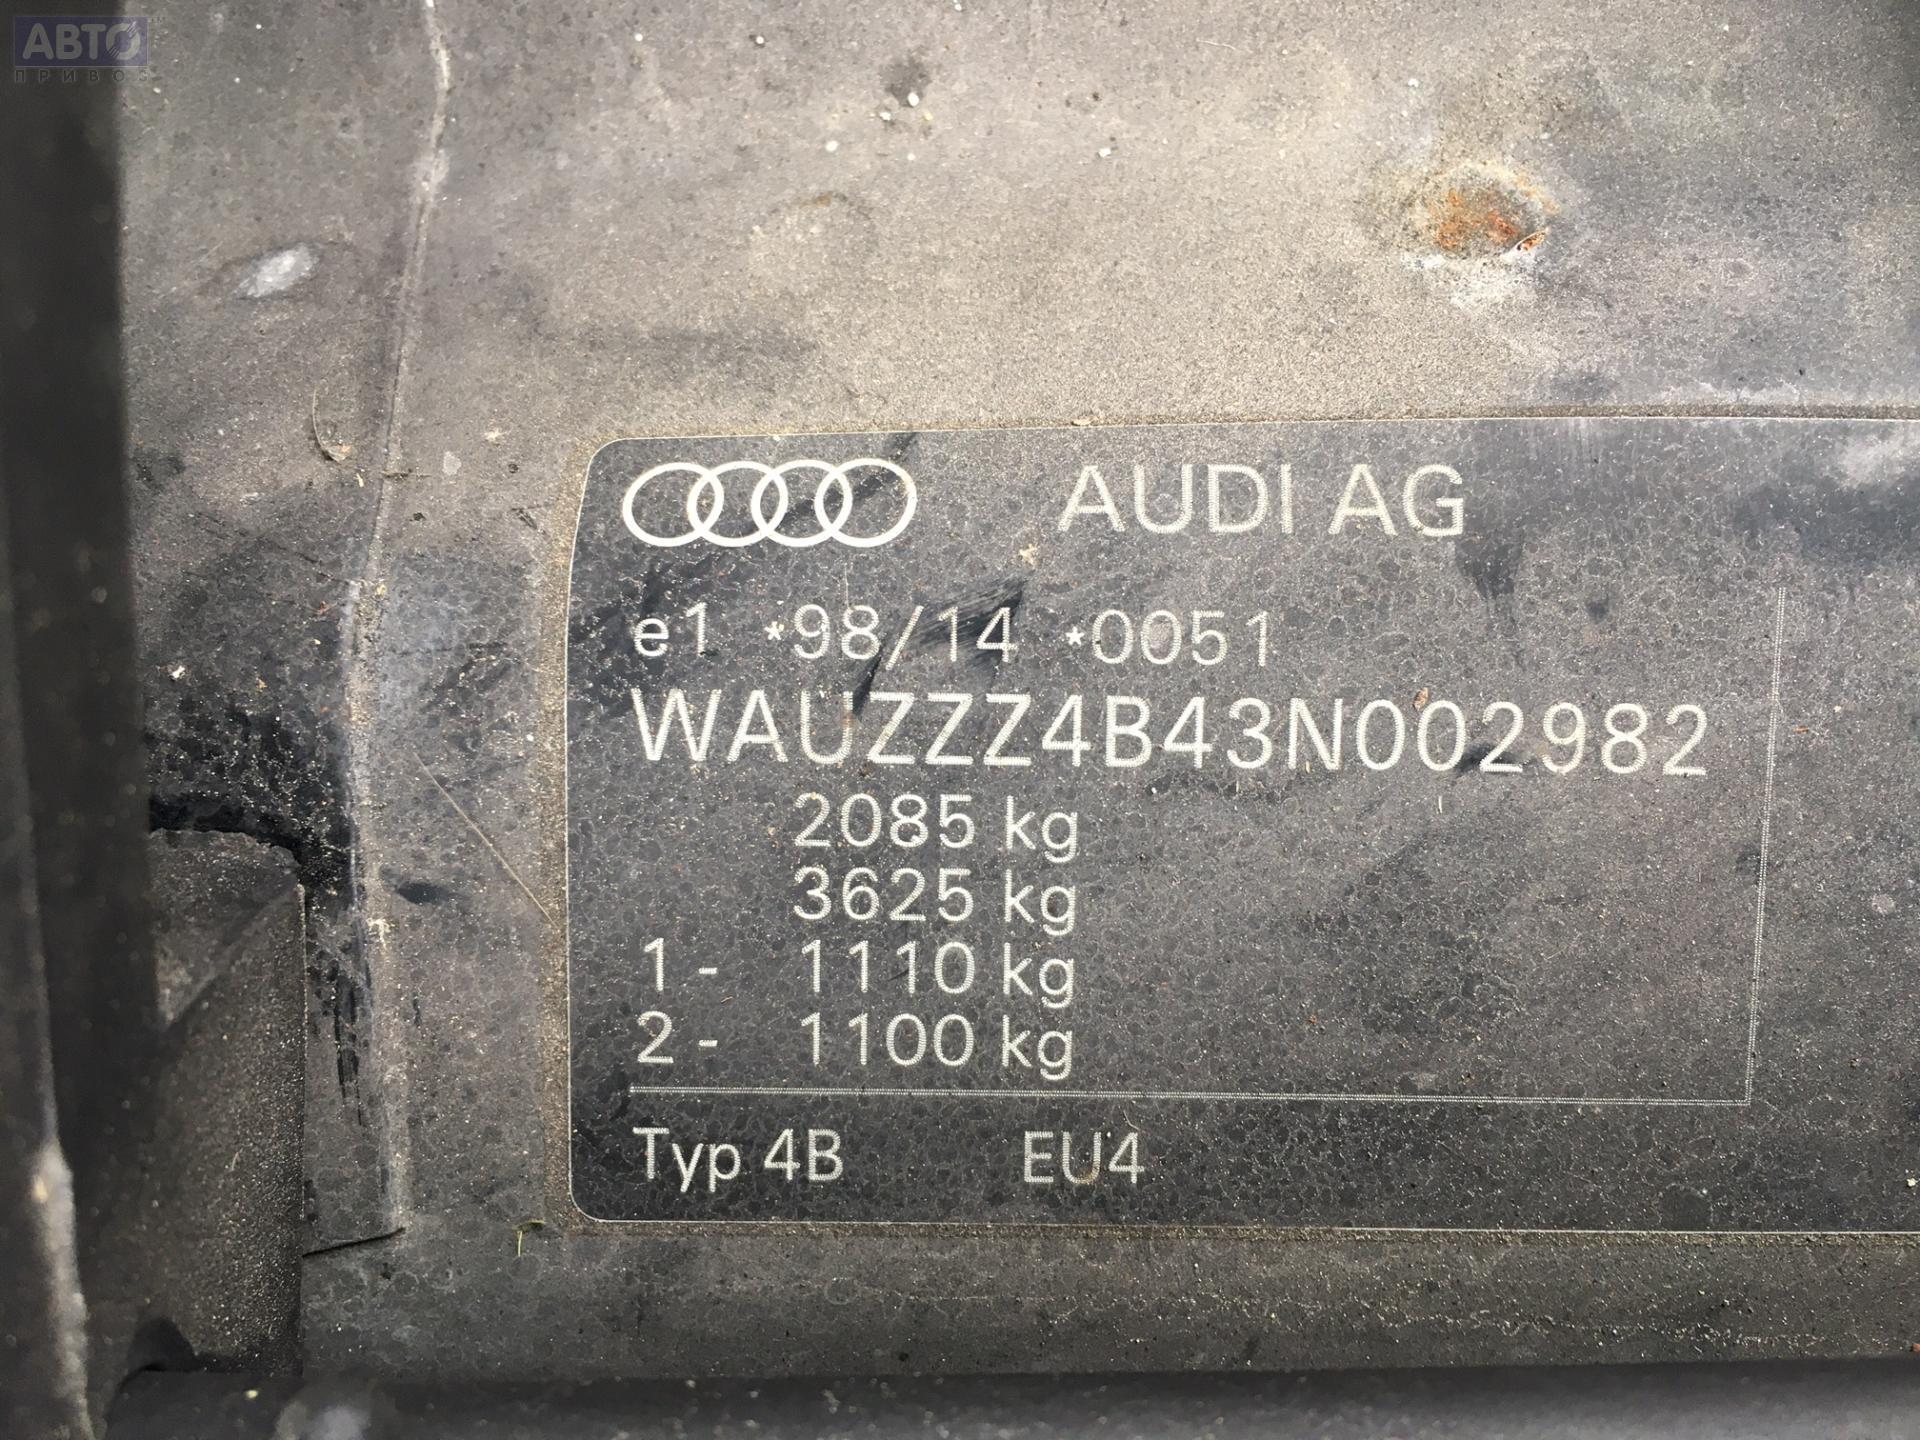 АВТО
ПРИВОЗ
AUDI AG
e1 *98/14 *0051
WAUZZZ4B43N002982
2085 kg
3625 kg
1 - 1110 kg
2 - 1100 kg
Typ 4B EU4